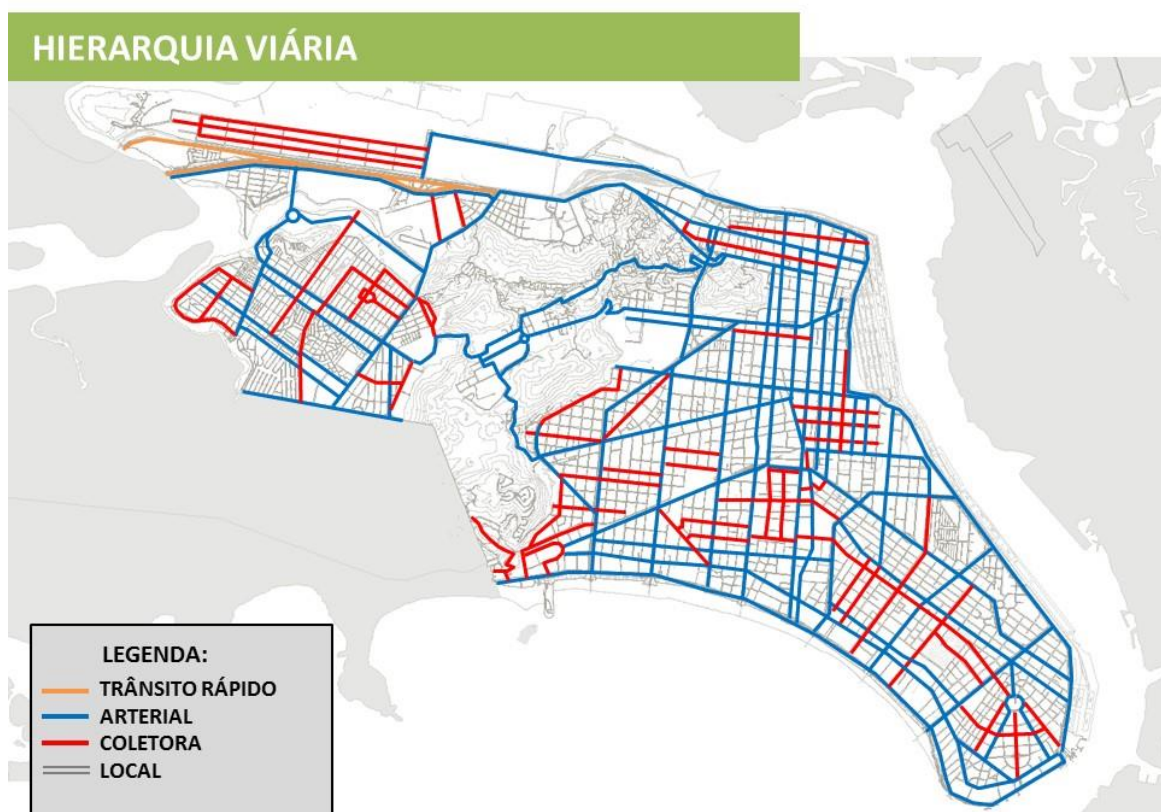 HIERARQUIA VIÁRIA
LEGENDA:
TRÂNSITO RÁPIDO
ARTERIAL
COLETORA
LOCAL